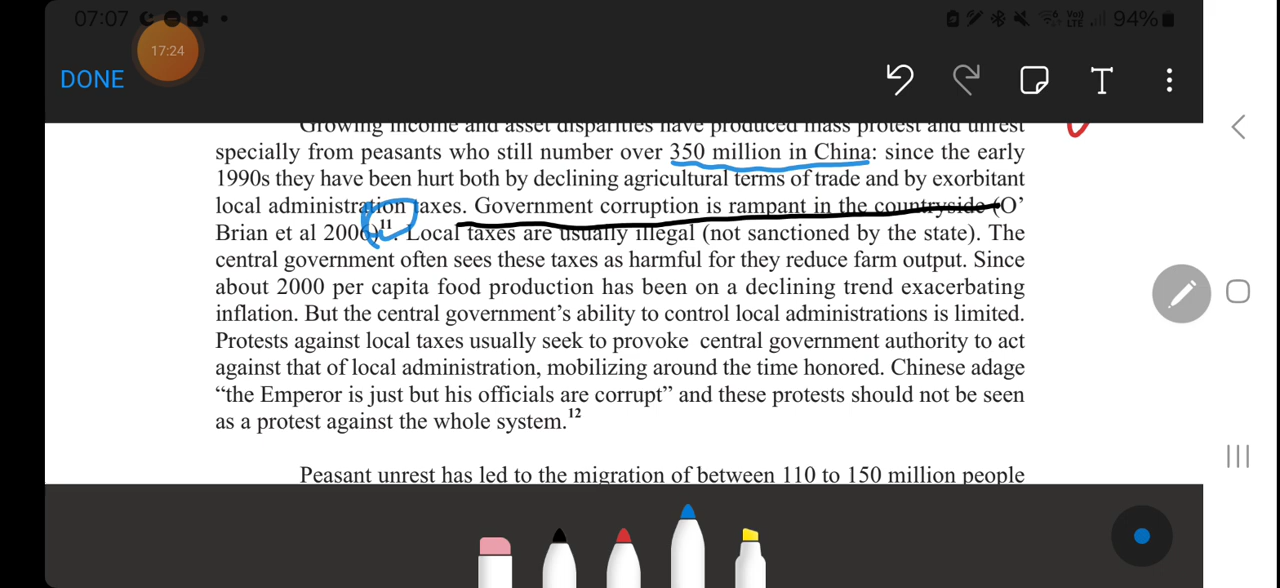 07:07
17:24
94%
DONE
T
Growing income and asset disparities have produced mass protest and unrest
specially from peasants who still number over 350 million in China: since the early
1990s they have been hurt both by declining agricultural terms of trade and by exorbitant
local administration taxes. Government corruption is rampant in the countryside (O’
Brian et al 2006)¹¹. Local taxes are usually illegal (not sanctioned by the state). The
central government often sees these taxes as harmful for they reduce farm output. Since
about 2000 per capita food production has been on a declining trend exacerbating
inflation. But the central government’s ability to control local administrations is limited.
Protests against local taxes usually seek to provoke central government authority to act
against that of local administration, mobilizing around the time honored. Chinese adage
“the Emperor is just but his officials are corrupt” and these protests should not be seen
as a protest against the whole system.¹²
Peasant unrest has led to the migration of between 110 to 150 million people